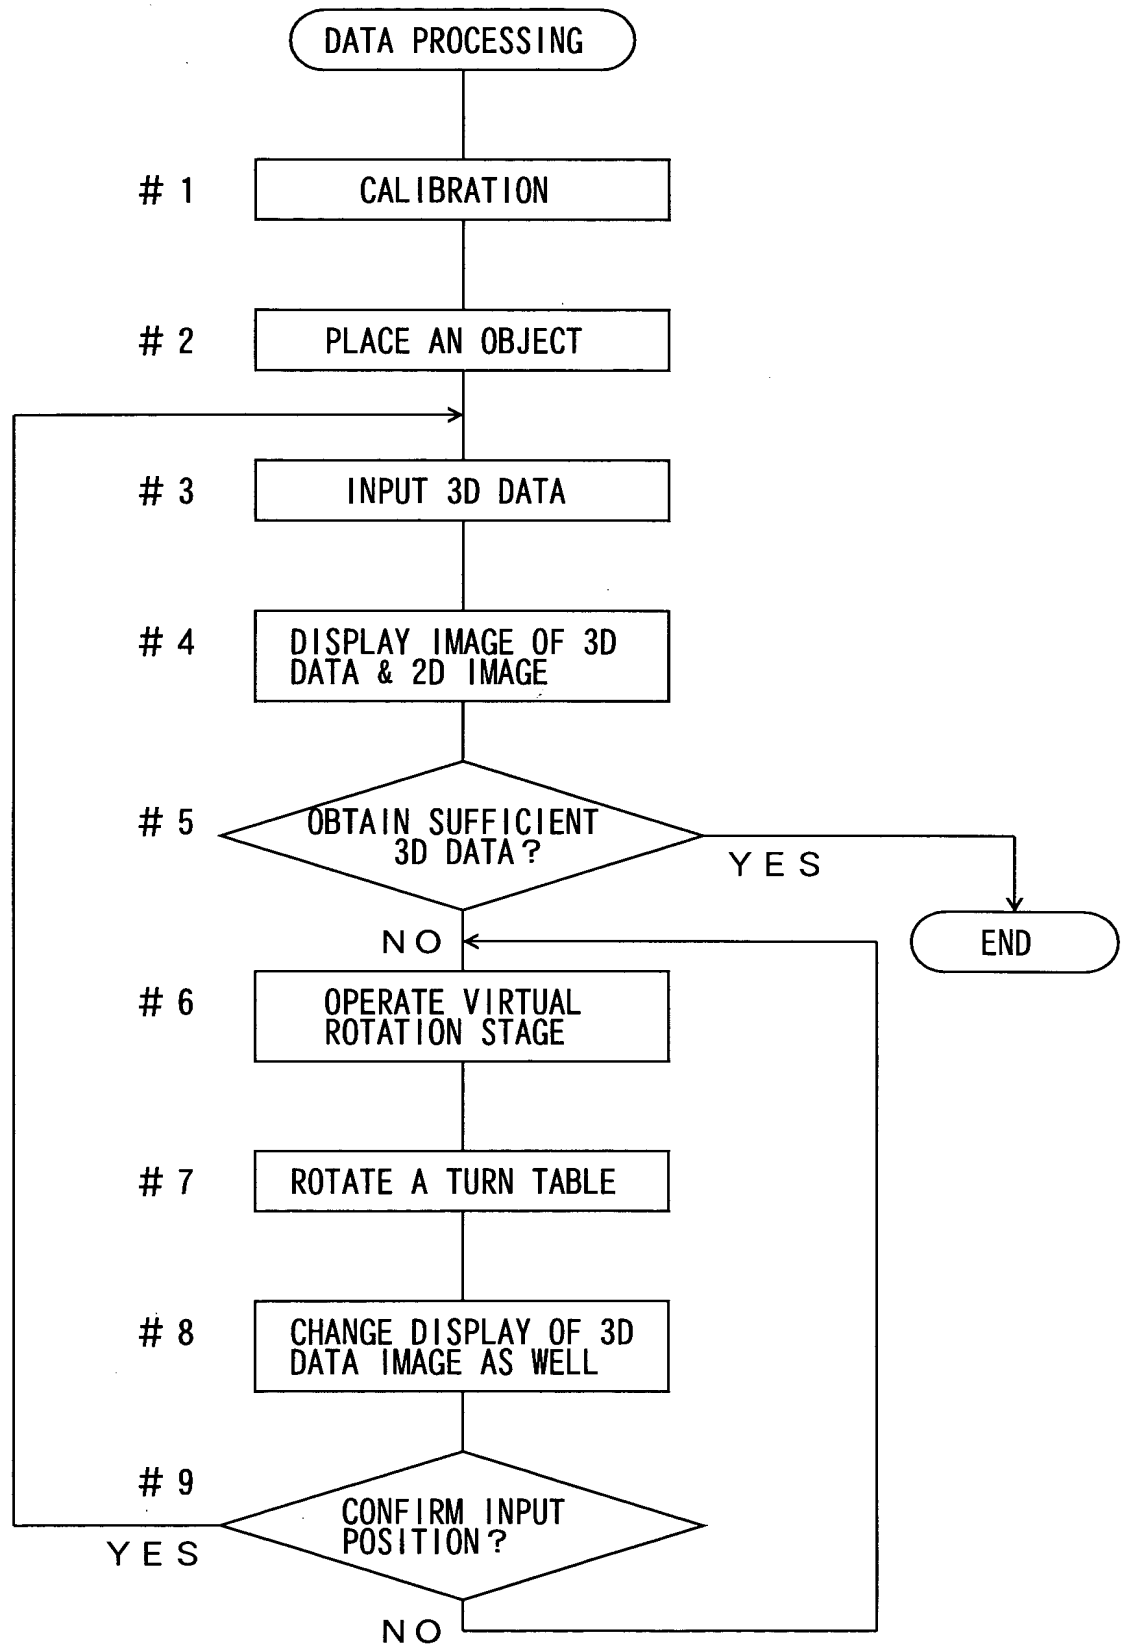 DATA PROCESSING
#1
CALIBRATION
#2
PLACE AN OBJECT
#3
INPUT 3D DATA
#4
DISPLAY IMAGE OF 3D
DATA & 2D IMAGE
#5
OBTAIN SUFFICIENT
3D DATA?
YES
NO
END
#6
OPERATE VIRTUAL
ROTATION STAGE
#7
ROTATE A TURN TABLE
#8
CHANGE DISPLAY OF 3D
DATA IMAGE AS WELL
#9
CONFIRM INPUT
POSITION?
YES
NO